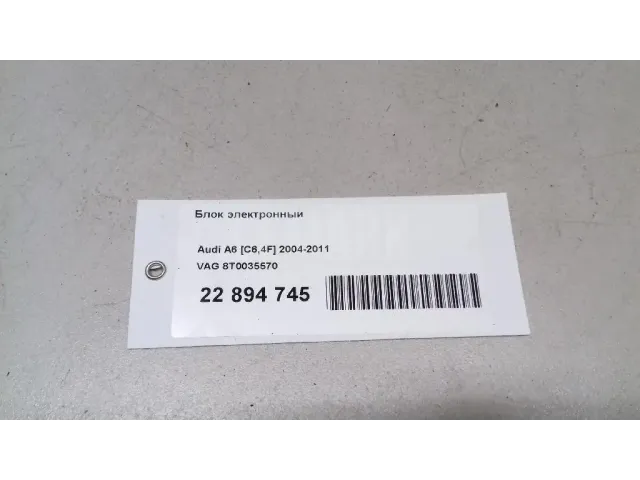 Блок электронный
Audi A6 [C6,4F] 2004-2011
VAG 8T0035570
22 894 745